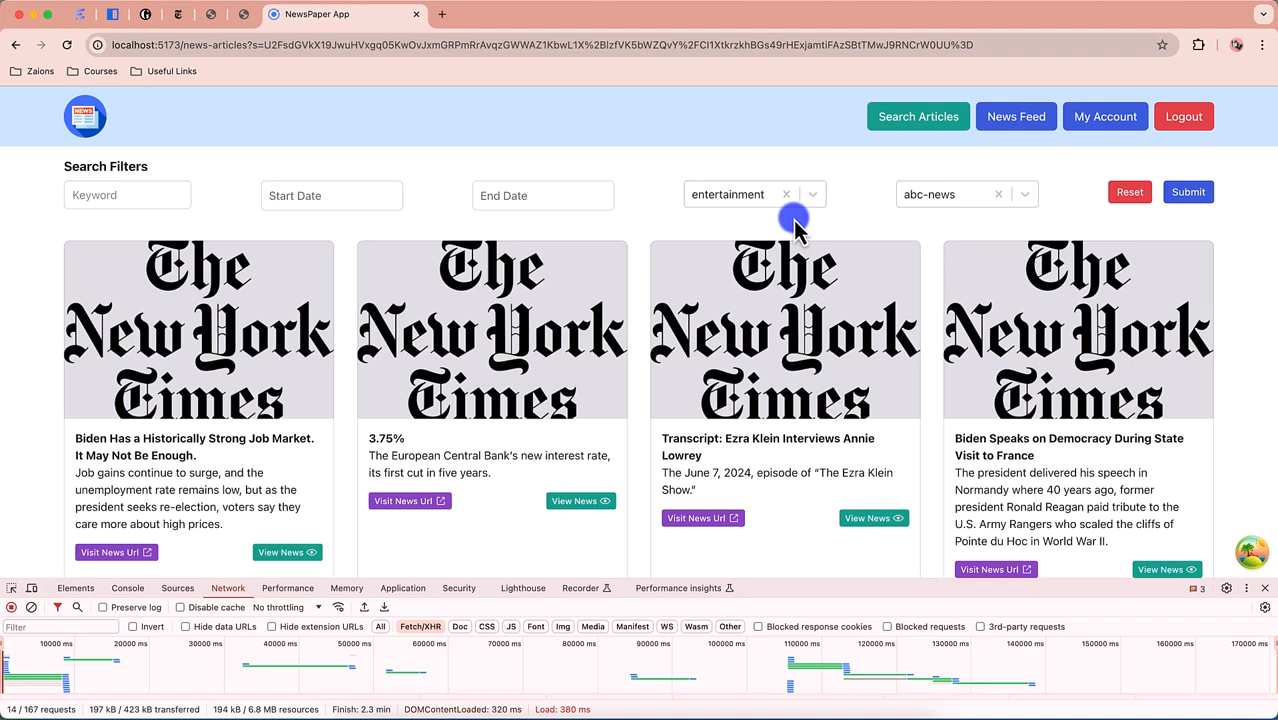 NewsPaper App
localhost:5173/news-articles?s=U2FsdGVkX19JwuHVxgq05KwOvJxmGRPmRrAvqzGWWAZ1KbwL1X%2BIzfVK5bWZQvY%2FCl1XtkrzkhBGs49rHExjamtiFAzSBtTMwJ9RNCrW0UU%3D
Zaions Courses Useful Links
NEWS
Search Articles News Feed My Account Logout
Search Filters
Keyword Start Date End Date entertainment abc-news Reset Submit
The New York Times
The New York Times
The New York Times
The New York Times
Biden Has a Historically Strong Job Market.
It May Not Be Enough.
Job gains continue to surge, and the
unemployment rate remains low, but as the
president seeks re-election, voters say they
care more about high prices.
Visit News Url View News
3.75%
The European Central Bank's new interest rate,
its first cut in five years.
Visit News Url View News
Transcript: Ezra Klein Interviews Annie
Lowrey
The June 7, 2024, episode of “The Ezra Klein
Show.”
Visit News Url View News
Biden Speaks on Democracy During State
Visit to France
The president delivered his speech in
Normandy where 40 years ago, former
president Ronald Reagan paid tribute to the
U.S. Army Rangers who scaled the cliffs of
Pointe du Hoc in World War II.
Visit News Url View News
Elements Console Sources Network Performance Memory Application Security Lighthouse Recorder Performance insights 3
Preserve log Disable cache No throttling
Filter Invert Hide data URLs Hide extension URLs All Fetch/XHR Doc CSS JS Font Img Media Manifest WS Wasm Other Blocked response cookies Blocked requests 3rd-party requests
10000 ms 20000 ms 30000 ms 40000 ms 50000 ms 60000 ms 70000 ms 80000 ms 90000 ms 100000 ms 110000 ms 120000 ms 130000 ms 140000 ms 150000 ms 160000 ms 170000 ms
14 / 167 requests 197 kB / 423 kB transferred 194 kB / 6.8 MB resources Finish: 2.3 min DOMContentLoaded: 320 ms Load: 380 ms